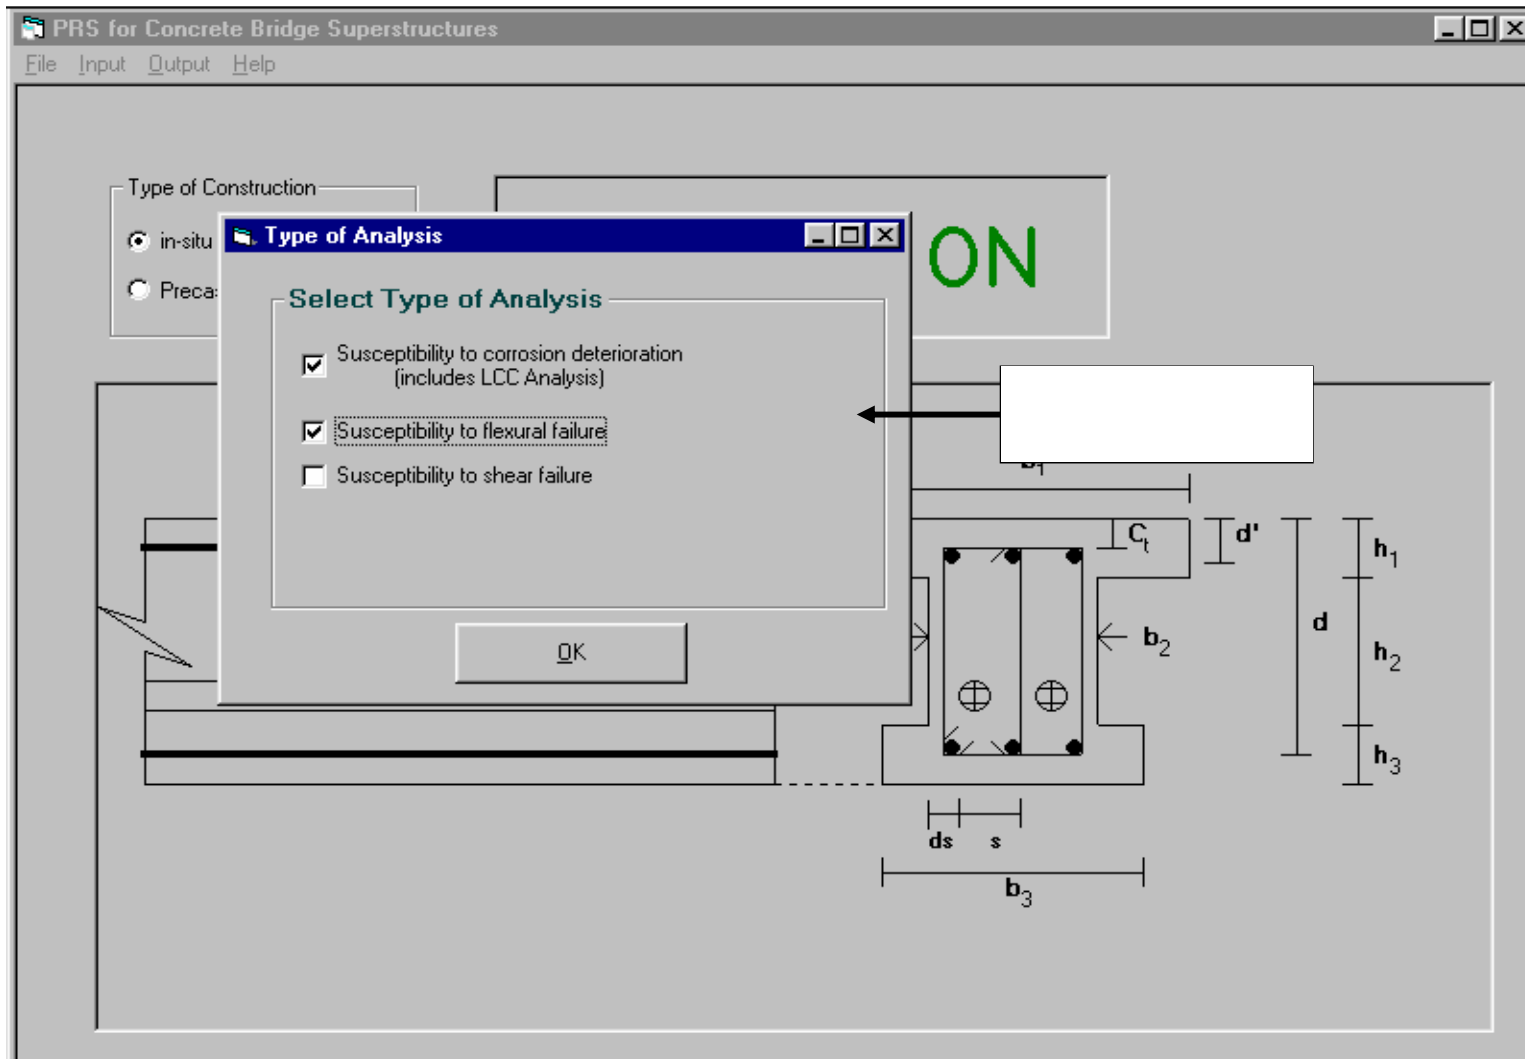 PRS for Concrete Bridge Superstructures
File Input Output Help
Type of Construction
in-situ
ON
Type of Analysis
Select Type of Analysis
Susceptibility to corrosion deterioration
(includes LCC Analysis)
Susceptibility to flexural failure
Susceptibility to shear failure
OK
b1
Ct
d'
h1
d
b2
h2
h3
ds
s
b3